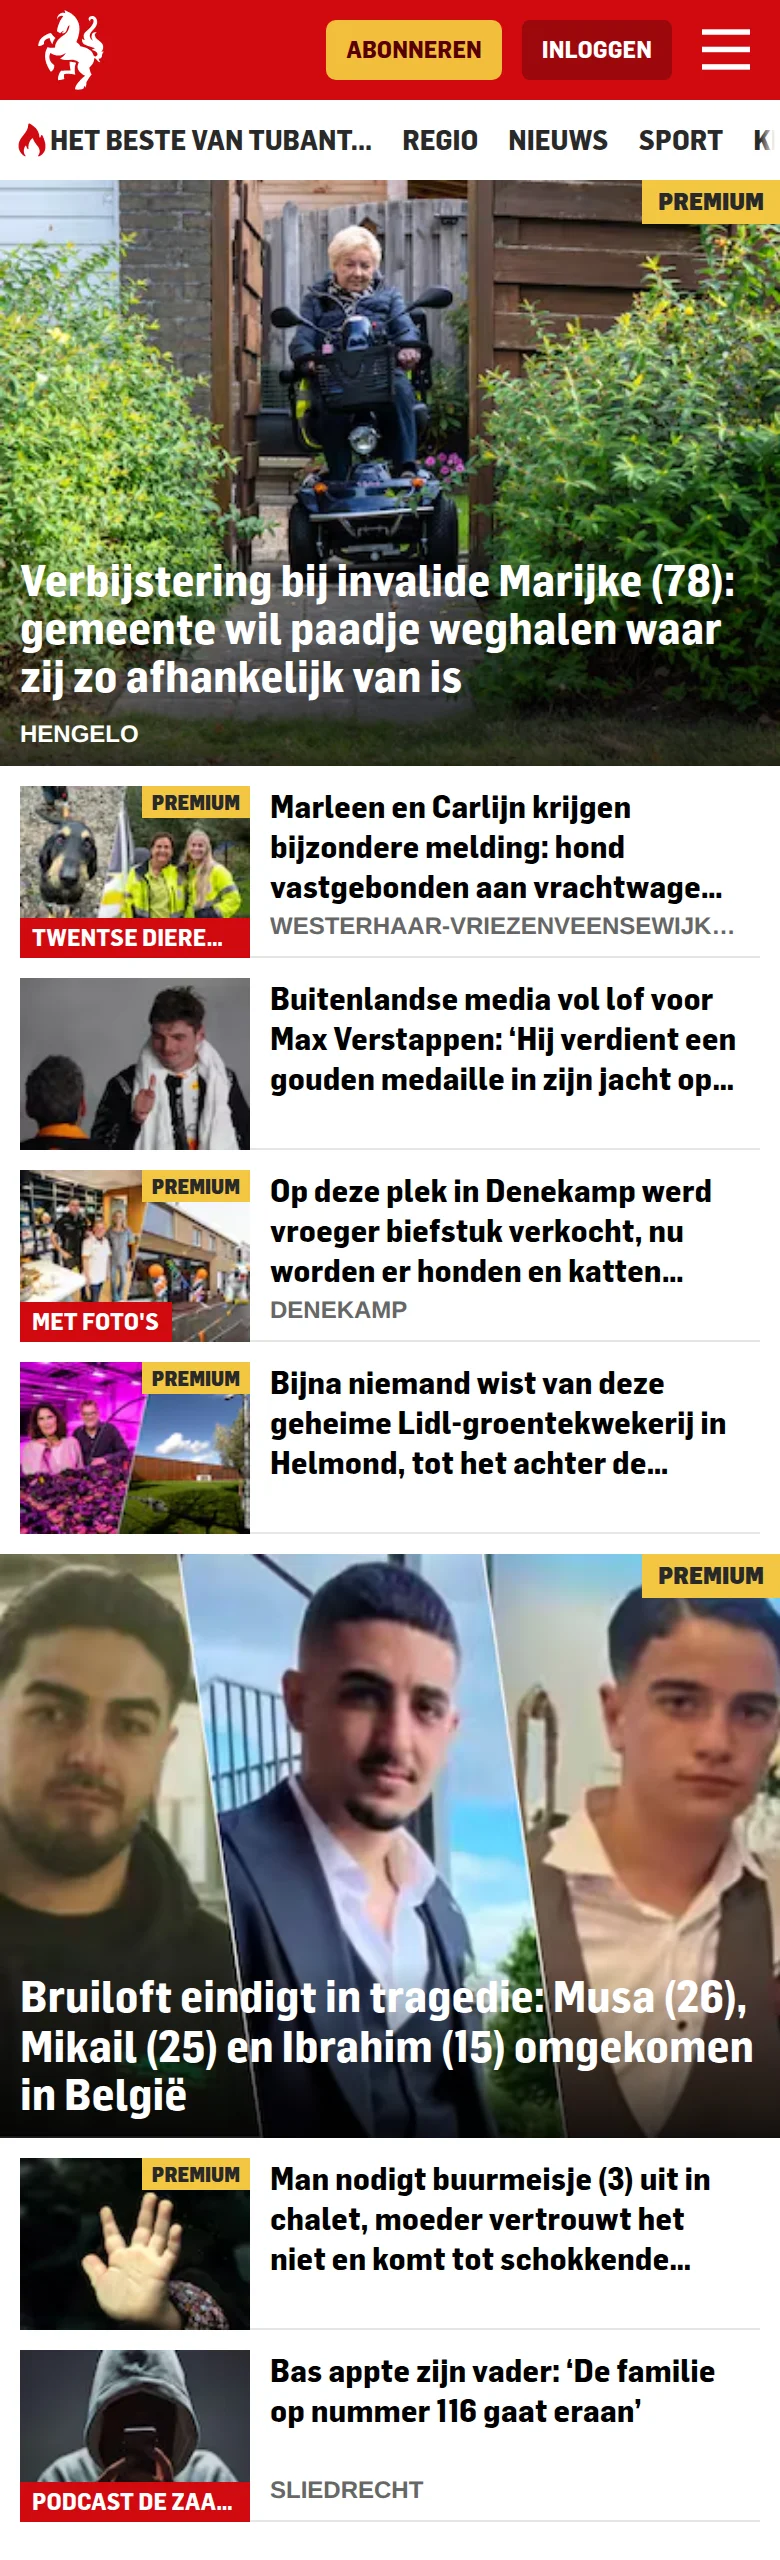 ABONNEREN
INLOGGEN
HET BESTE VAN TUBANT...
REGIO
NIEUWS
SPORT
PREMIUM
Verbijstering bij invalide Marijke (78):
gemeente wil paadje weghalen waar
zij zo afhankelijk van is
HENGELO
PREMIUM
TWENTSE DIERE...
Marleen en Carlijn krijgen
bijzondere melding: hond
vastgebonden aan vrachtwage...
WESTERHAAR-VRIEZENVEENSEWIJK...
Buitenlandse media vol lof voor
Max Verstappen: ‘Hij verdient een
gouden medaille in zijn jacht op...
PREMIUM
MET FOTO'S
Op deze plek in Denekamp werd
vroeger biefstuk verkocht, nu
worden er honden en katten...
DENEKAMP
PREMIUM
Bijna niemand wist van deze
geheime Lidl-groentekwekerij in
Helmond, tot het achter de...
PREMIUM
Bruiloft eindigt in tragedie: Musa (26),
Mikail (25) en Ibrahim (15) omgekomen
in België
PREMIUM
Man nodigt buurmeisje (3) uit in
chalet, moeder vertrouwt het
niet en komt tot schokkende...
PODCAST DE ZAA...
Bas appte zijn vader: ‘De familie
op nummer 116 gaat eraan’
SLIEDRECHT